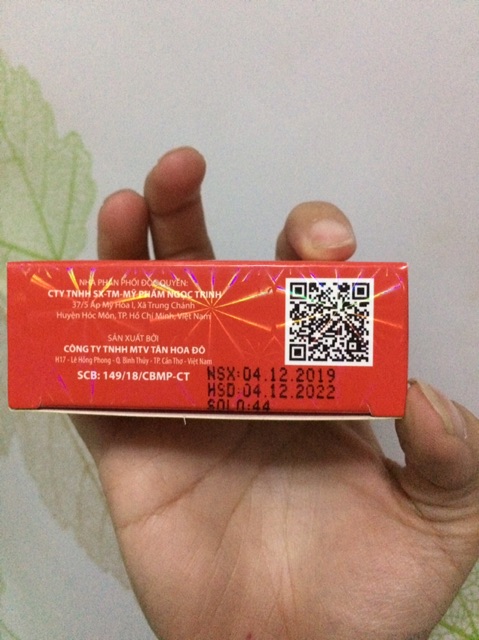 NHÀ PHÂN PHỐI ĐỘC QUYỀN:
CTY TNHH SX-TM-MỸ PHẨM NGỌC TRINH
37/5 Ấp Mỹ Hòa I, Xã Trung Chánh
Huyện Hóc Môn, TP. Hồ Chí Minh, Việt Nam
SẢN XUẤT BỞI
CÔNG TY TNHH MTV TÂN HOA ĐÔ
H17 - Lê Hồng Phong - Q. Bình Thủy - TP. Cần Thơ - Việt Nam
SCB: 149/18/CBMP-CT
NSX:04.12.2019
HSD:04.12.2022
SOLO:44